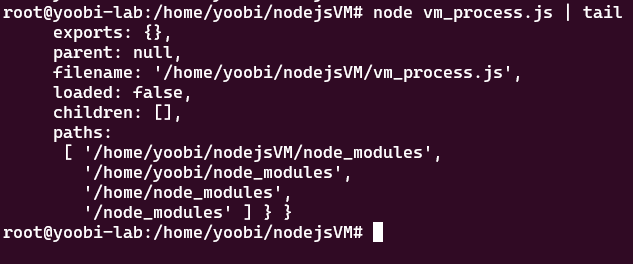 root@yoobi-lab:/home/yoobi/nodejsVM# node vm_process.js | tail
exports: {},
parent: null,
filename: '/home/yoobi/nodejsVM/vm_process.js',
loaded: false,
children: [],
paths:
[ '/home/yoobi/nodejsVM/node_modules',
'/home/yoobi/node_modules',
'/home/node_modules',
'/node_modules' ] } }
root@yoobi-lab:/home/yoobi/nodejsVM#